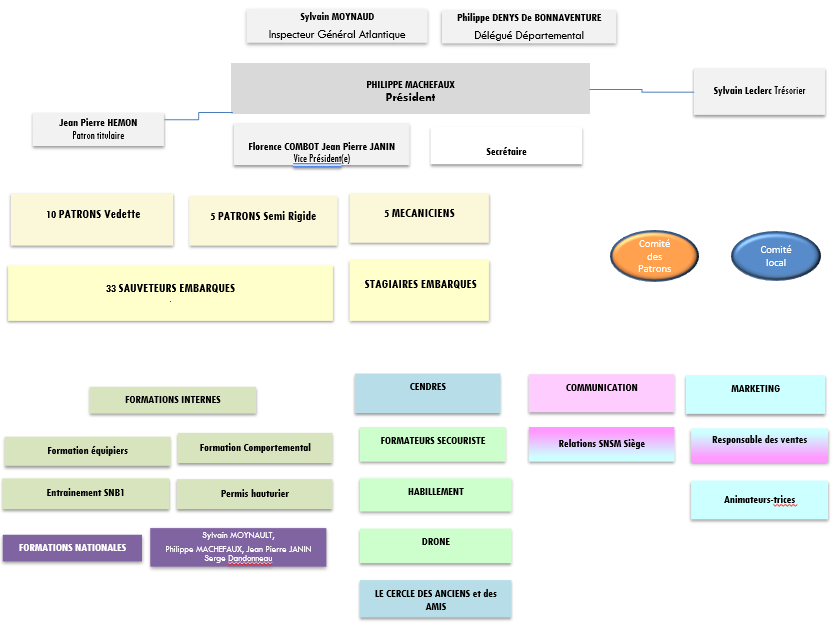 Sylvain MOYNAUD
Inspecteur Général Atlantique
Philippe DENYS De BONNAVENTURE
Délégué Départemental
PHILIPPE MACHEFAUX
Président
Sylvain Leclerc Trésorier
Jean Pierre HEMON
Patron titulaire
Florence COMBOT Jean Pierre JANIN
Vice Président(e)
Secrétaire
10 PATRONS Vedette
5 PATRONS Semi Rigide
5 MECANICIENS
Comité
des
Patrons
Comité
local
33 SAUVETEURS EMBARQUES
.
STAGIAIRES EMBARQUES
FORMATIONS INTERNES
CENDRES
COMMUNICATION
MARKETING
Formation équipiers
Formation Comportemental
FORMATEURS SECOURISTE
Relations SNSM Siège
Responsable des ventes
Entrainement SNB1
Permis hauturier
HABILLEMENT
Animateurs-trices
FORMATIONS NATIONALES
Sylvain MOYNAULT,
Philippe MACHEFAUX, Jean Pierre JANIN
Serge Dandonneau
DRONE
LE CERCLE DES ANCIENS et des
AMIS